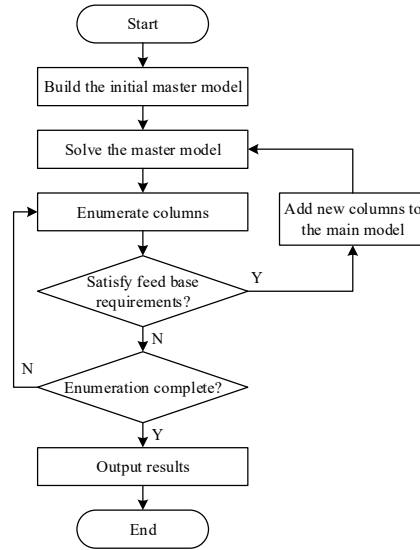 Start
Build the initial master model
Solve the master model
Enumerate columns
Add new columns to
the main model
Satisfy feed base
requirements?
Y
N
N
Enumeration complete?
Y
Output results
End